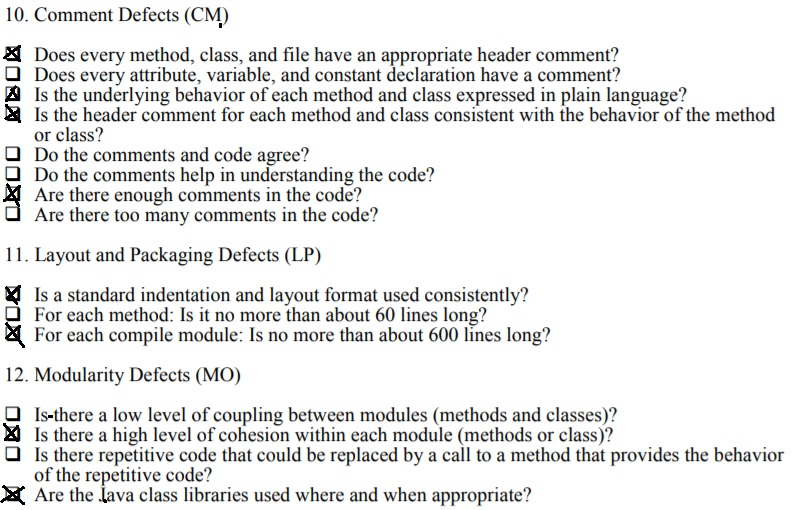 10. Comment Defects (CM)
Does every method, class, and file have an appropriate header comment?
Does every attribute, variable, and constant declaration have a comment?
Is the underlying behavior of each method and class expressed in plain language?
Is the header comment for each method and class consistent with the behavior of the method
or class?
Do the comments and code agree?
Do the comments help in understanding the code?
Are there enough comments in the code?
Are there too many comments in the code?
11. Layout and Packaging Defects (LP)
Is a standard indentation and layout format used consistently?
For each method: Is it no more than about 60 lines long?
For each compile module: Is no more than about 600 lines long?
12. Modularity Defects (MO)
Is there a low level of coupling between modules (methods and classes)?
Is there a high level of cohesion within each module (methods or class)?
Is there repetitive code that could be replaced by a call to a method that provides the behavior
of the repetitive code?
Are the Java class libraries used where and when appropriate?